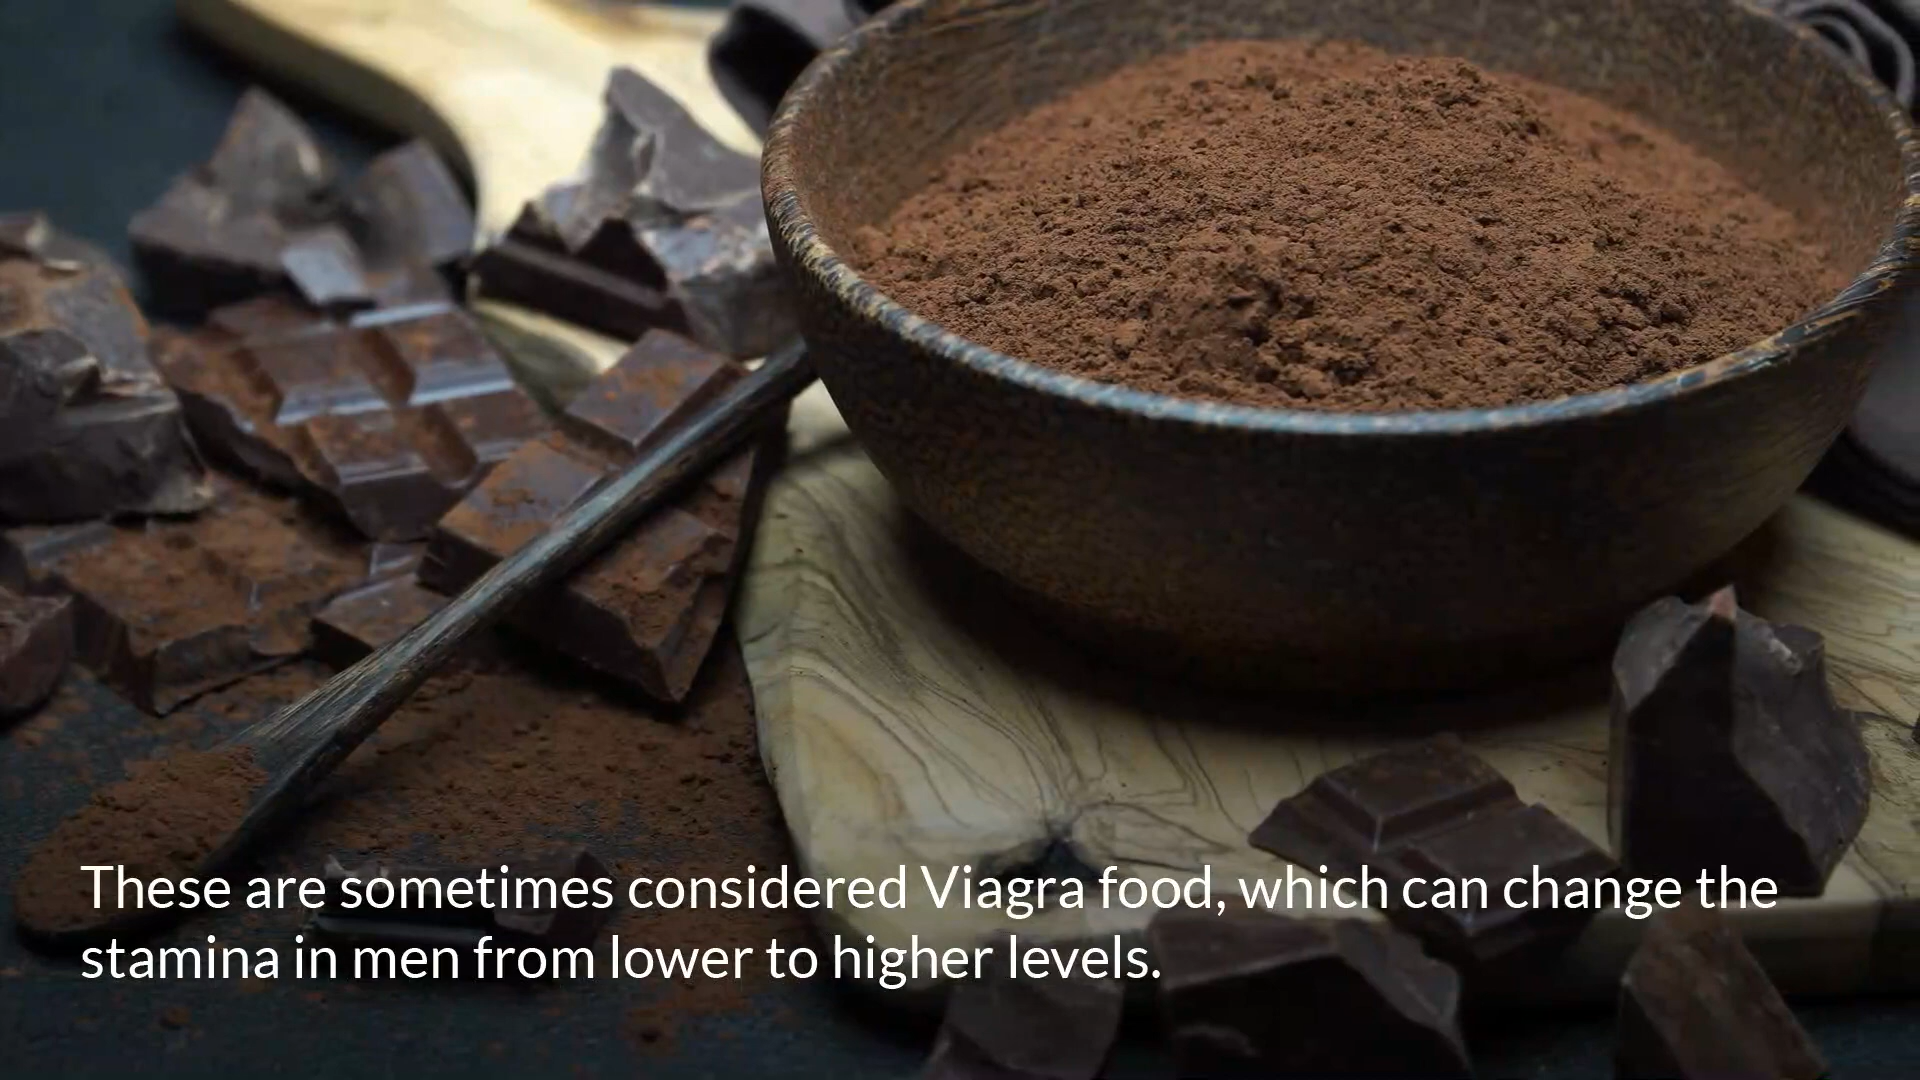 These are sometimes considered Viagra food, which can change the
stamina in men from lower to higher levels.